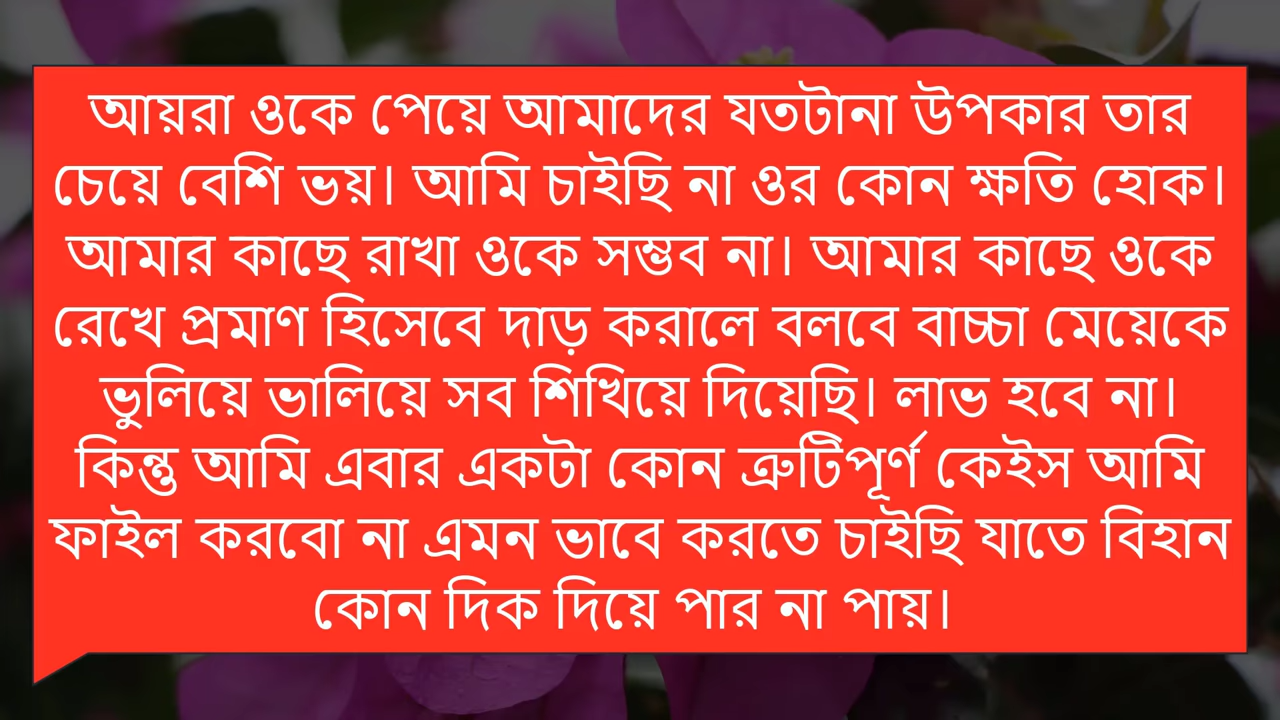 আয়রা ওকে পেয়ে আমাদের যতটানা উপকার তার
চেয়ে বেশি ভয়। আমি চাইছি না ওর কোন ক্ষতি হোক।
আমার কাছে রাখা ওকে সম্ভব না। আমার কাছে ওকে
রেখে প্রমাণ হিসেবে দাড় করালে বলবে বাচ্চা মেয়েকে
ভুলিয়ে ভালিয়ে সব শিখিয়ে দিয়েছি। লাভ হবে না।
কিন্তু আমি এবার একটা কোন ত্রুটিপূর্ণ কেইস আমি
ফাইল করবো না এমন ভাবে করতে চাইছি যাতে বিহান
কোন দিক দিয়ে পার না পায়।